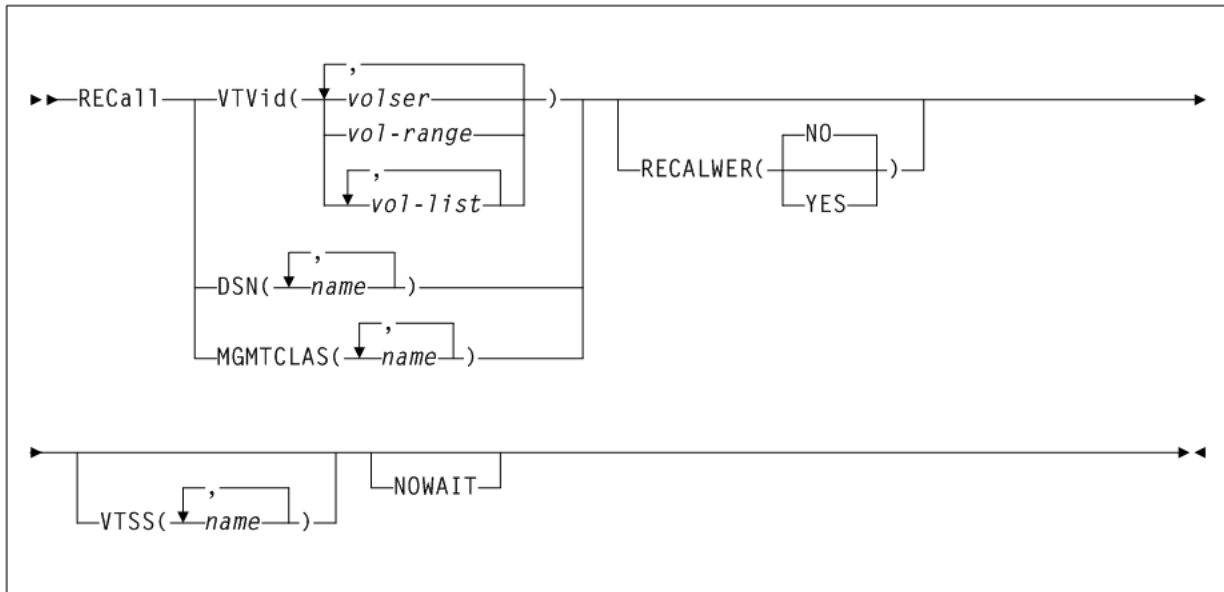 ,
RECall VTVid( volser )
vol-range
NO
RECALWER( )
YES
,
vol-list
,
DSN( name )
,
MGMTCLAS( name )
,
VTSS( name )
NOWAIT